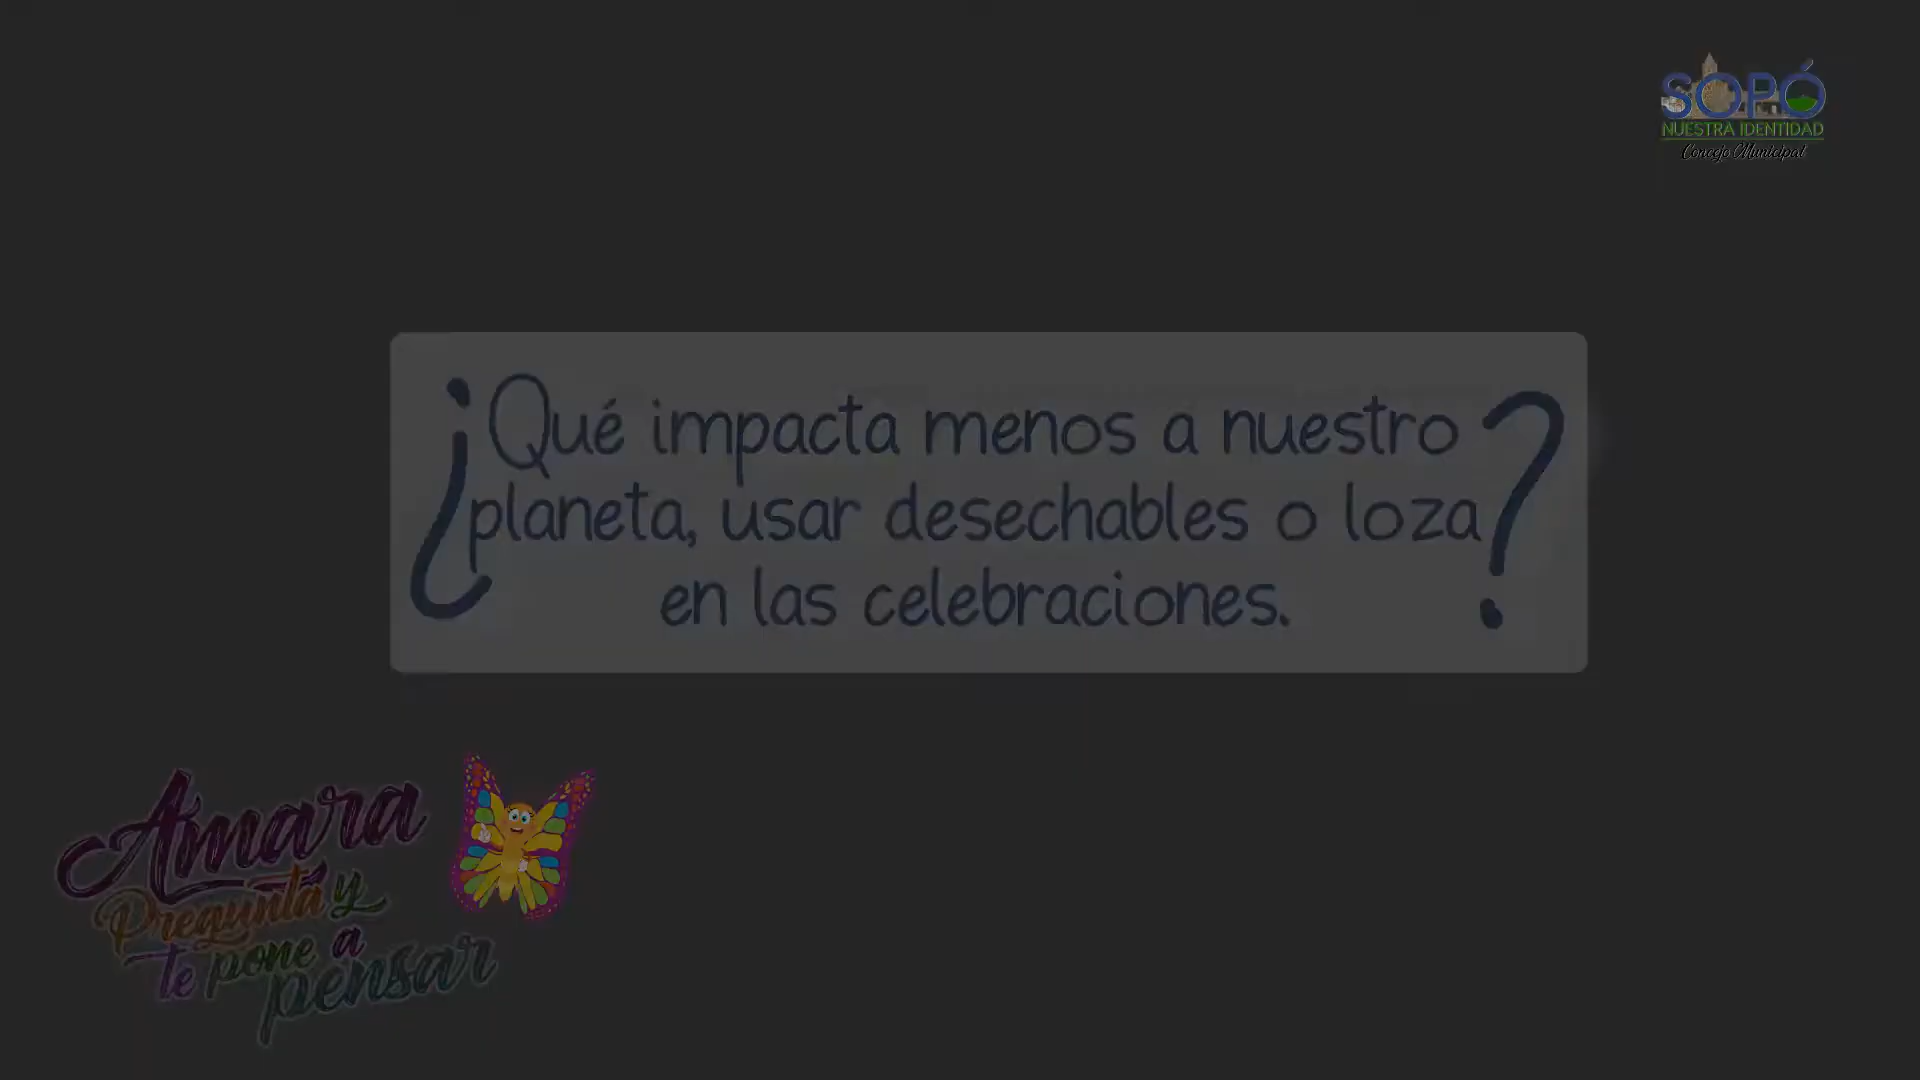 SOPÓ
NUESTRA IDENTIDAD
Concejo Municipal
¿Qué impacta menos a nuestro
planeta, usar desechables o loza
en las celebraciones.?
Amara
Pregunta y
te pone a
pensar